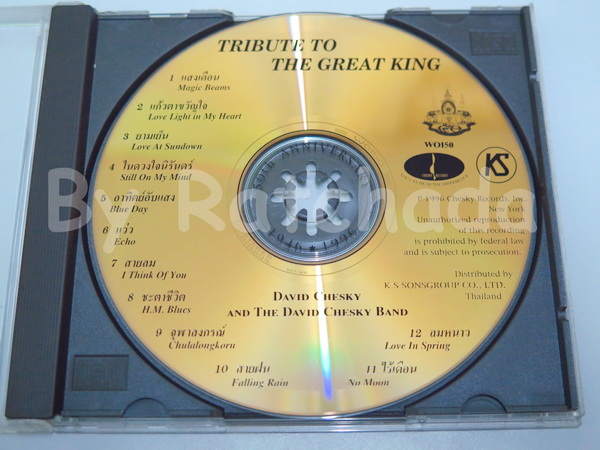 TRIBUTE TO
THE GREAT KING
1 แสงเดือน
Magic Beams
2 แก้วตาขวัญใจ
Love Light in My Heart
3 ยามเย็น
Love At Sundown
4 ในดวงใจนิรันดร์
Still On My Mind
5 อาทิตย์อับแสง
Blue Day
6 แว่ว
Echo
7 สายลม
I Think Of You
8 ชะตาชีวิต
H.M. Blues
9 จุฬาลงกรณ์
Chulalongkorn
10 สายฝน
Falling Rain
11 ไร้เดือน
No Moon
12 ลมหนาว
Love In Spring
WO150
KS
℗ 1996 Chesky Records, Inc.
New York
Unauthorized reproduction
of this recording
is prohibited by federal law
and is subject to prosecution.
Distributed by
K S SONSGROUP CO., LTD.
Thailand
DAVID CHESKY
AND THE DAVID CHESKY BAND
50TH ANNIVERSARY
1946 ★ 1996
By Ratchada